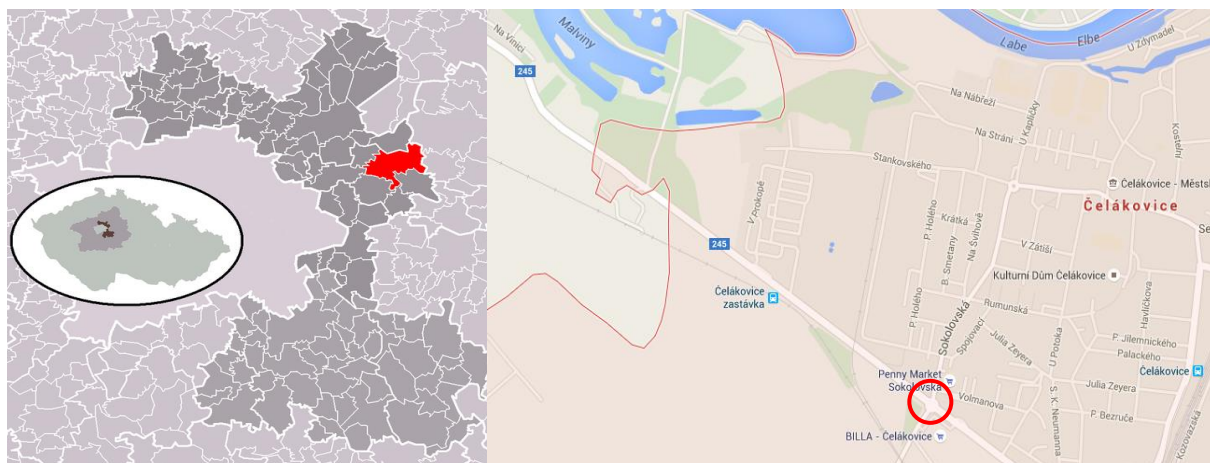 Na Vinici
245
Malviny
Labe
Elbe
U Zdymadel
Na Nábřeží
U Kapličky
Na Stráni
Kostelní
Stankovského
Čelákovice - Městsk
Čelákovice
Se
V Prokopě
P. Holého
Krátká
B. Smetany
Na Švihově
V Zátiší
245
Kulturní Dům Čelákovice
Čelákovice
zastávka
P. Holého
Sokolovská
Rumunská
Spojovací
Julia Zeyera
U Potoka
Havlíčkova
P. Jilemnického
Palackého
Čelákovice
Penny Market
Sokolovská
Volmanova
Julia Zeyera
S. K. Neumanna
P. Bezruče
BILLA - Čelákovice
Kozovazská